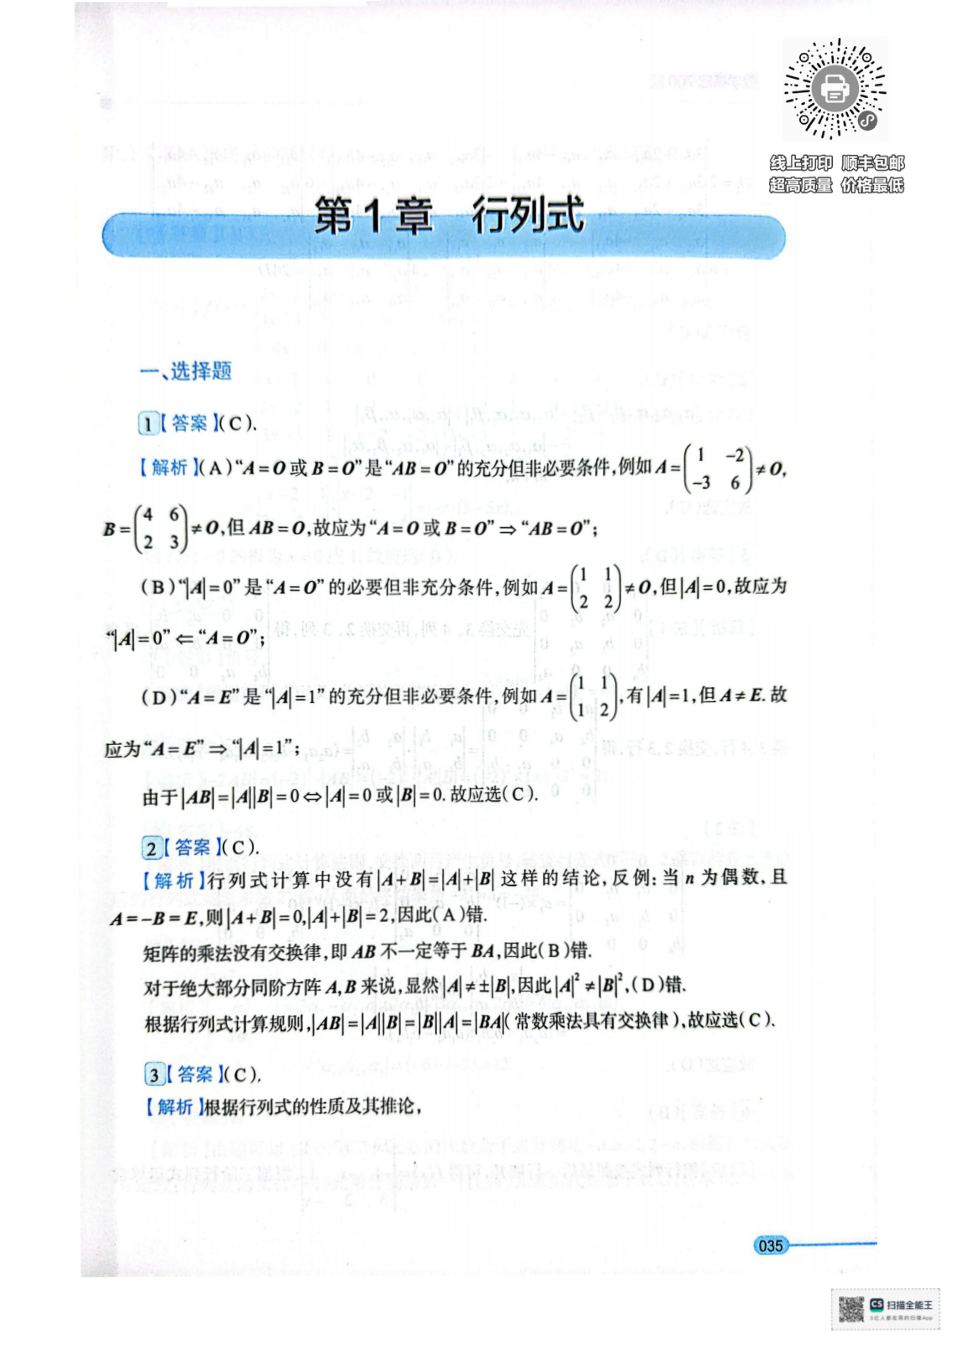 线上打印 顺丰包邮
超高质量 价格最低
第1章 行列式
一、选择题
1【答案】(C).
【解析】(A)“A=O或B=O”是“AB=O”的充分但非必要条件,例如A=(1 -2; -3 6)≠O,
B=(4 6; 2 3)≠O,但AB=O,故应为“A=O或B=O”⇒“AB=O”;
(B)“|A|=0”是“A=O”的必要但非充分条件,例如A=(1 1; 2 2)≠O,但|A|=0,故应为
“|A|=0”⇐“A=O”;
(D)“A=E”是“|A|=1”的充分但非必要条件,例如A=(1 1; 1 2),有|A|=1,但A≠E.故
应为“A=E”⇒“|A|=1”;
由于|AB|=|A||B|=0⇔|A|=0或|B|=0.故应选(C).
2【答案】(C).
【解析】行列式计算中没有|A+B|=|A|+|B|这样的结论,反例:当n为偶数,且
A=-B=E,则|A+B|=0,|A|+|B|=2,因此(A)错.
矩阵的乘法没有交换律,即AB不一定等于BA,因此(B)错.
对于绝大部分同阶方阵A,B来说,显然|A|≠±|B|,因此|A|²≠|B|²,(D)错.
根据行列式计算规则,|AB|=|A||B|=|B||A|=|BA|(常数乘法具有交换律),故应选(C).
3【答案】(C).
【解析】根据行列式的性质及其推论,
035
CS 扫描全能王
3亿人都在用的扫描App